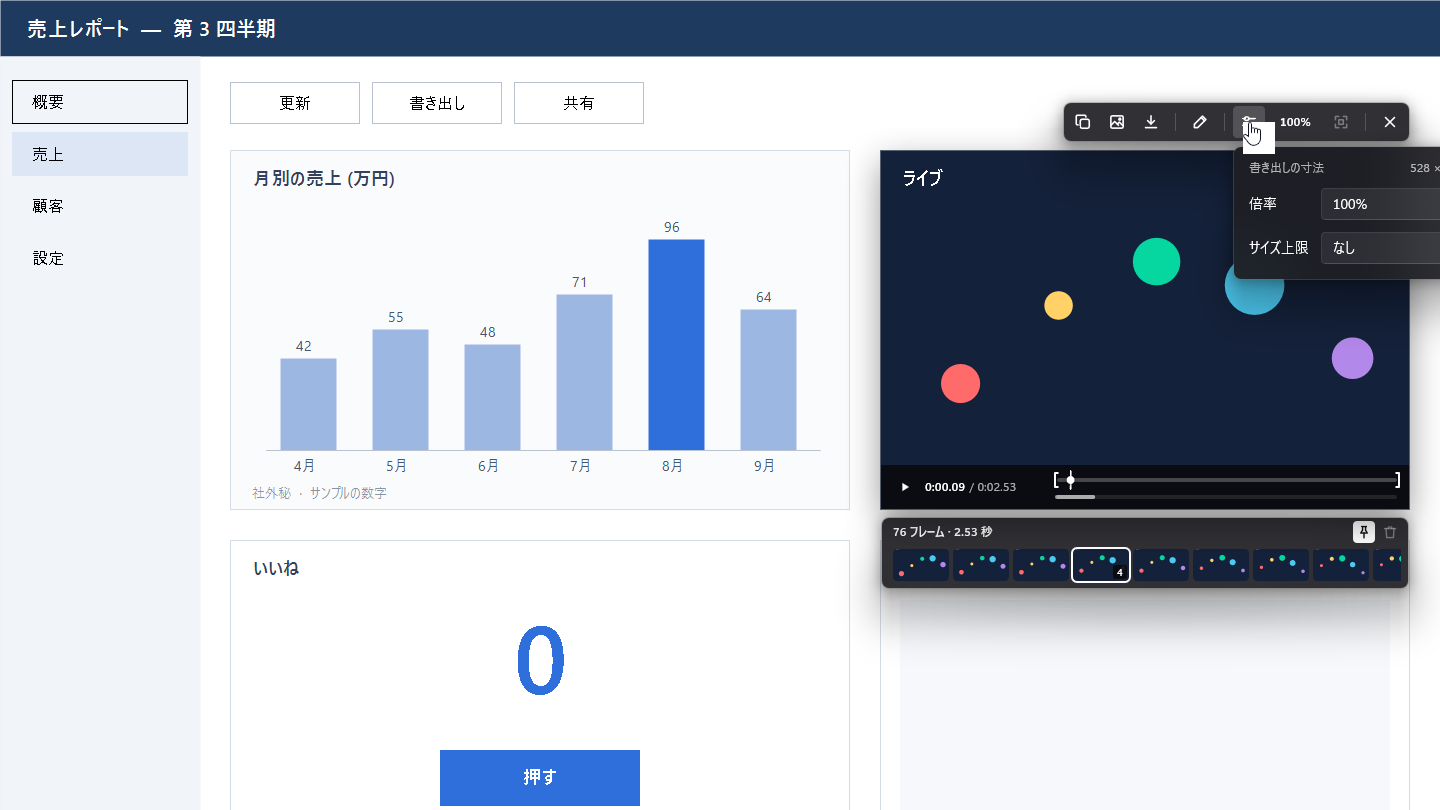 売上レポート — 第 3 四半期
概要
売上
顧客
設定
更新
書き出し
共有
月別の売上 (万円)
42
55
48
71
96
64
4月
5月
6月
7月
8月
9月
社外秘 · サンプルの数字
100%
ライブ
書き出しの寸法
528 ×
倍率
100%
サイズ上限
なし
0:00.09 / 0:02.53
76 フレーム · 2.53 秒
4
いいね
0
押す